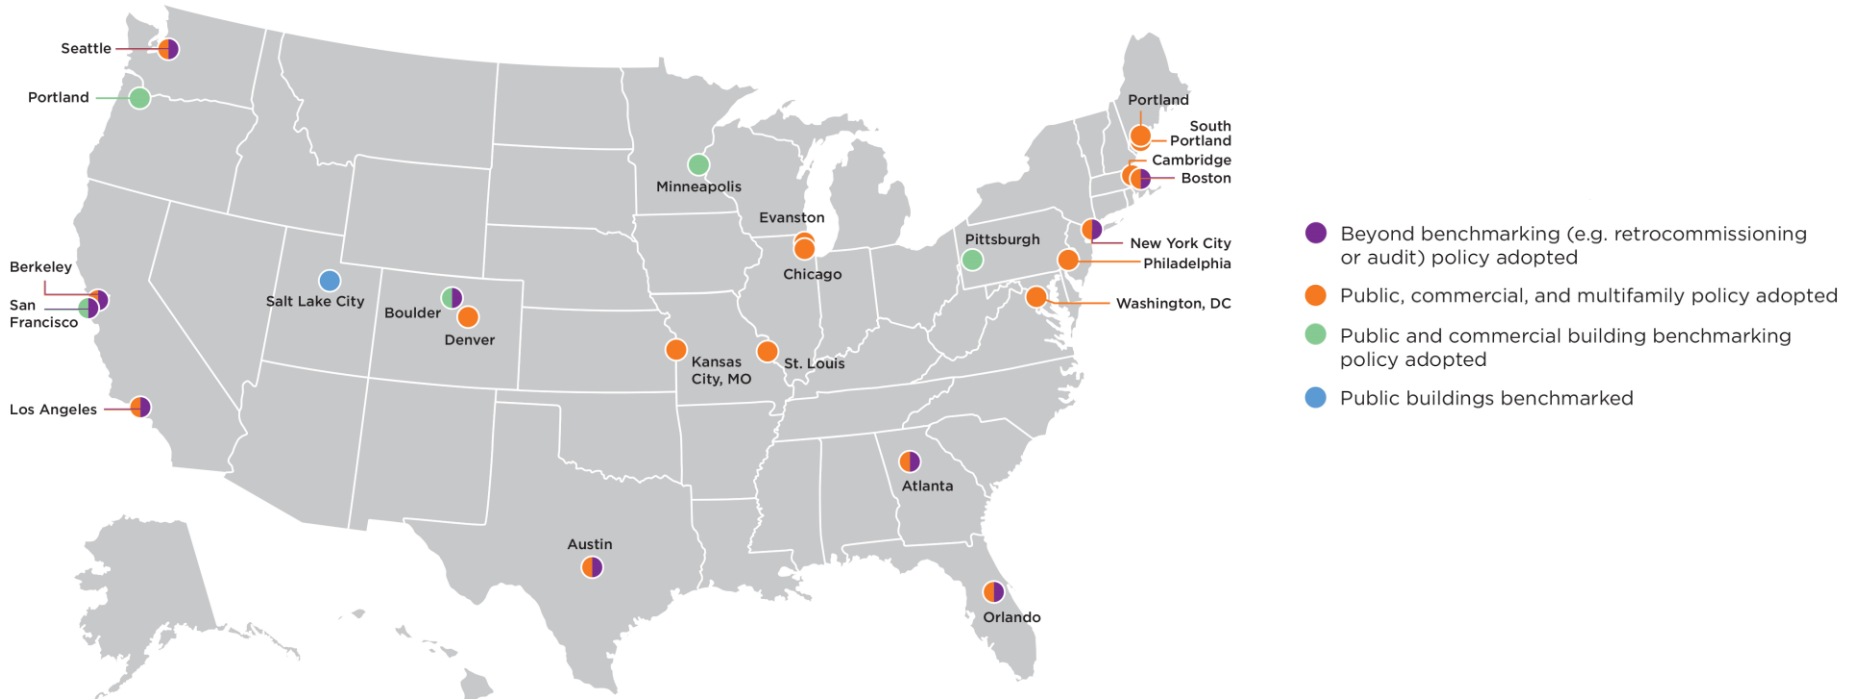 Seattle
Portland
Berkeley
San
Francisco
Los Angeles
Salt Lake City
Boulder
Denver
Minneapolis
Evanston
Chicago
Kansas
City, MO
St. Louis
Austin
Atlanta
Orlando
Pittsburgh
Portland
South
Portland
Cambridge
Boston
New York City
Philadelphia
Washington, DC
Beyond benchmarking (e.g. retrocommissioning
or audit) policy adopted
Public, commercial, and multifamily policy adopted
Public and commercial building benchmarking
policy adopted
Public buildings benchmarked